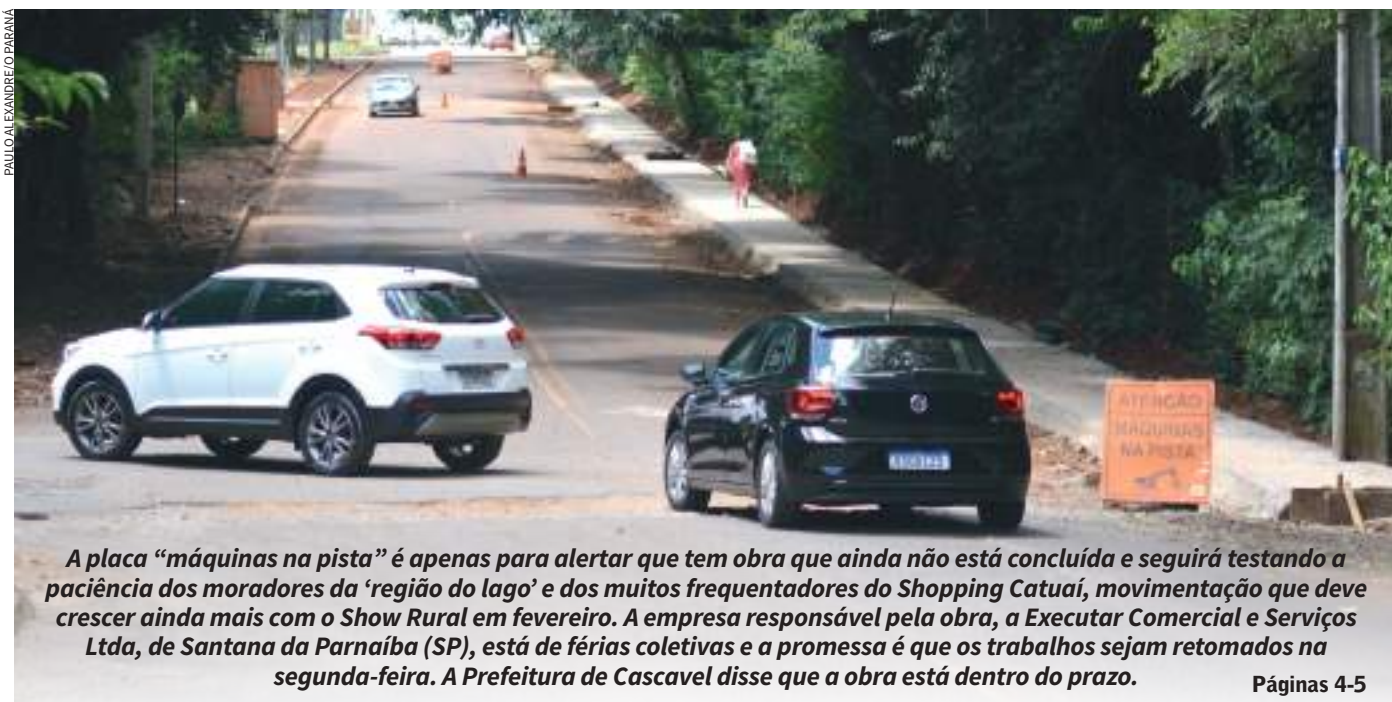 PAULO ALEXANDRE/O PARANÁ
ATENÇÃO
MÁQUINAS
NA PISTA
A placa “máquinas na pista” é apenas para alertar que tem obra que ainda não está concluída e seguirá testando a
paciência dos moradores da ‘região do lago’ e dos muitos frequentadores do Shopping Catuaí, movimentação que deve
crescer ainda mais com o Show Rural em fevereiro. A empresa responsável pela obra, a Executar Comercial e Serviços
Ltda, de Santana da Parnaíba (SP), está de férias coletivas e a promessa é que os trabalhos sejam retomados na
segunda-feira. A Prefeitura de Cascavel disse que a obra está dentro do prazo.
Páginas 4-5